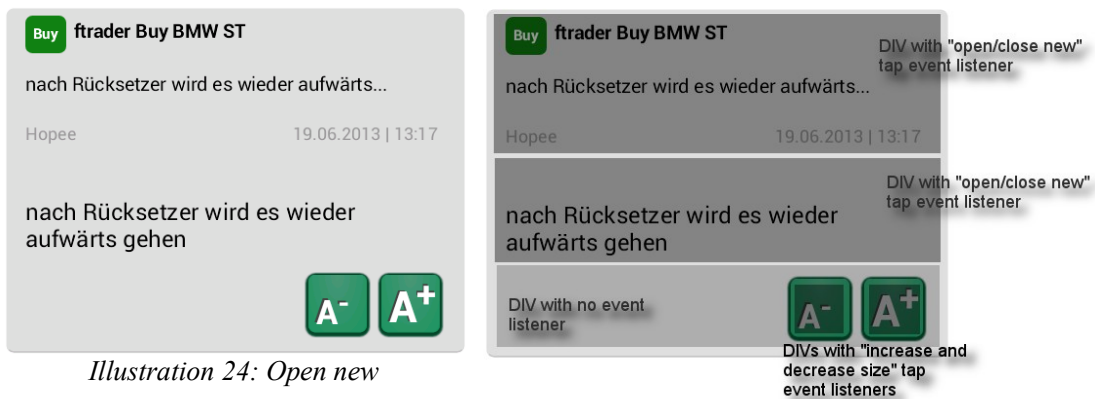 Buy ftrader Buy BMW ST
nach Rücksetzer wird es wieder aufwärts...
Hopee 19.06.2013 | 13:17
nach Rücksetzer wird es wieder
aufwärts gehen
A- A+
Illustration 24: Open new
Buy ftrader Buy BMW ST
DIV with "open/close new"
tap event listener
nach Rücksetzer wird es wieder aufwärts...
Hopee 19.06.2013 | 13:17
DIV with "open/close new"
tap event listener
nach Rücksetzer wird es wieder
aufwärts gehen
DIV with no event
listener
A- A+
DIVs with "increase and
decrease size" tap
event listeners